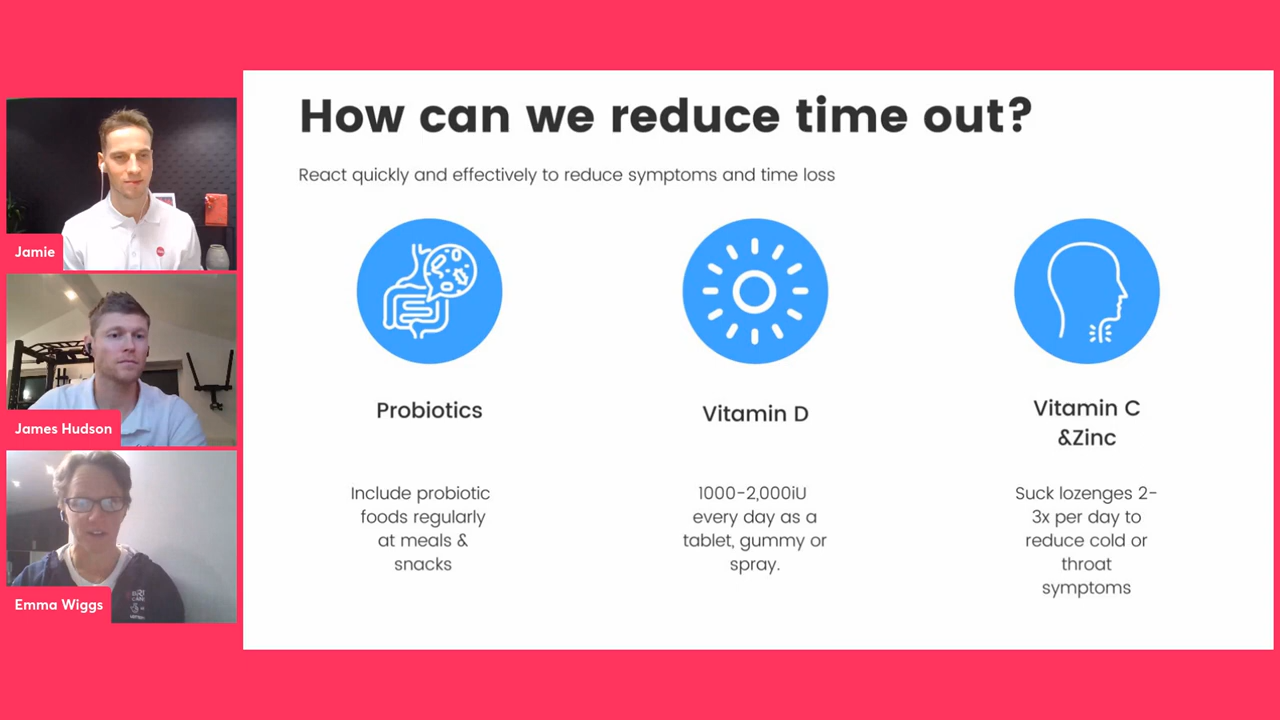 How can we reduce time out?
React quickly and effectively to reduce symptoms and time loss
Jamie
James Hudson
Emma Wiggs
Probiotics
Include probiotic
foods regularly
at meals &
snacks
Vitamin D
1000-2,000iU
every day as a
tablet, gummy or
spray.
Vitamin C
&Zinc
Suck lozenges 2-
3x per day to
reduce cold or
throat
symptoms